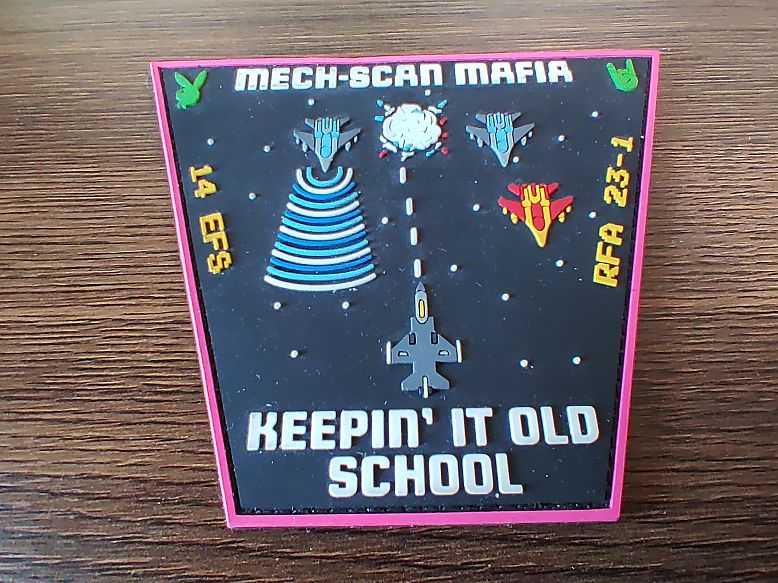 MECH-SCAN MAFIA
14 EFS
RFA 23-1
KEEPIN' IT OLD
SCHOOL